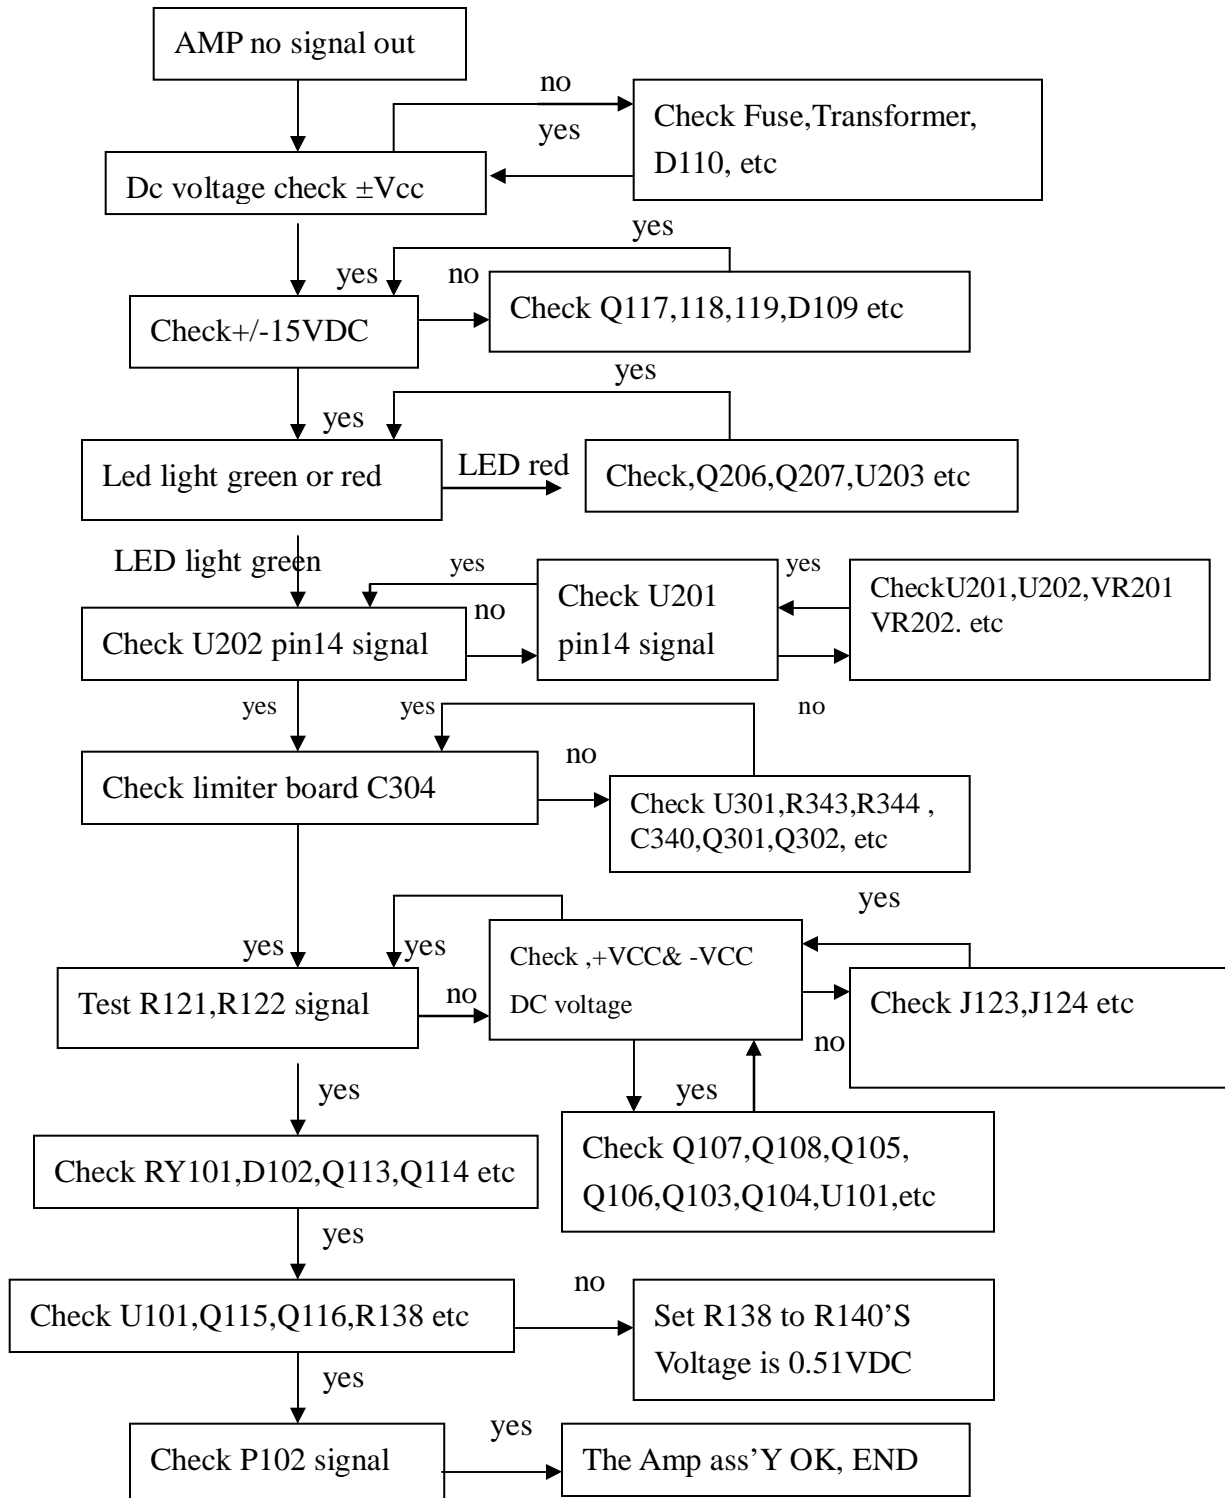 AMP no signal out
no
Check Fuse,Transformer,
D110, etc
yes
Dc voltage check ±Vcc
yes
yes
no
Check Q117,118,119,D109 etc
Check+/-15VDC
yes
yes
Led light green or red
LED red
Check,Q206,Q207,U203 etc
LED light green
yes
yes
Check U201
pin14 signal
CheckU201,U202,VR201
VR202. etc
no
Check U202 pin14 signal
yes
yes
no
Check limiter board C304
no
Check U301,R343,R344 ,
C340,Q301,Q302, etc
yes
yes
yes
Check ,+VCC& -VCC
DC voltage
Test R121,R122 signal
no
Check J123,J124 etc
no
yes
yes
Check Q107,Q108,Q105,
Q106,Q103,Q104,U101,etc
Check RY101,D102,Q113,Q114 etc
yes
no
Check U101,Q115,Q116,R138 etc
Set R138 to R140’S
Voltage is 0.51VDC
yes
yes
Check P102 signal
The Amp ass’Y OK, END